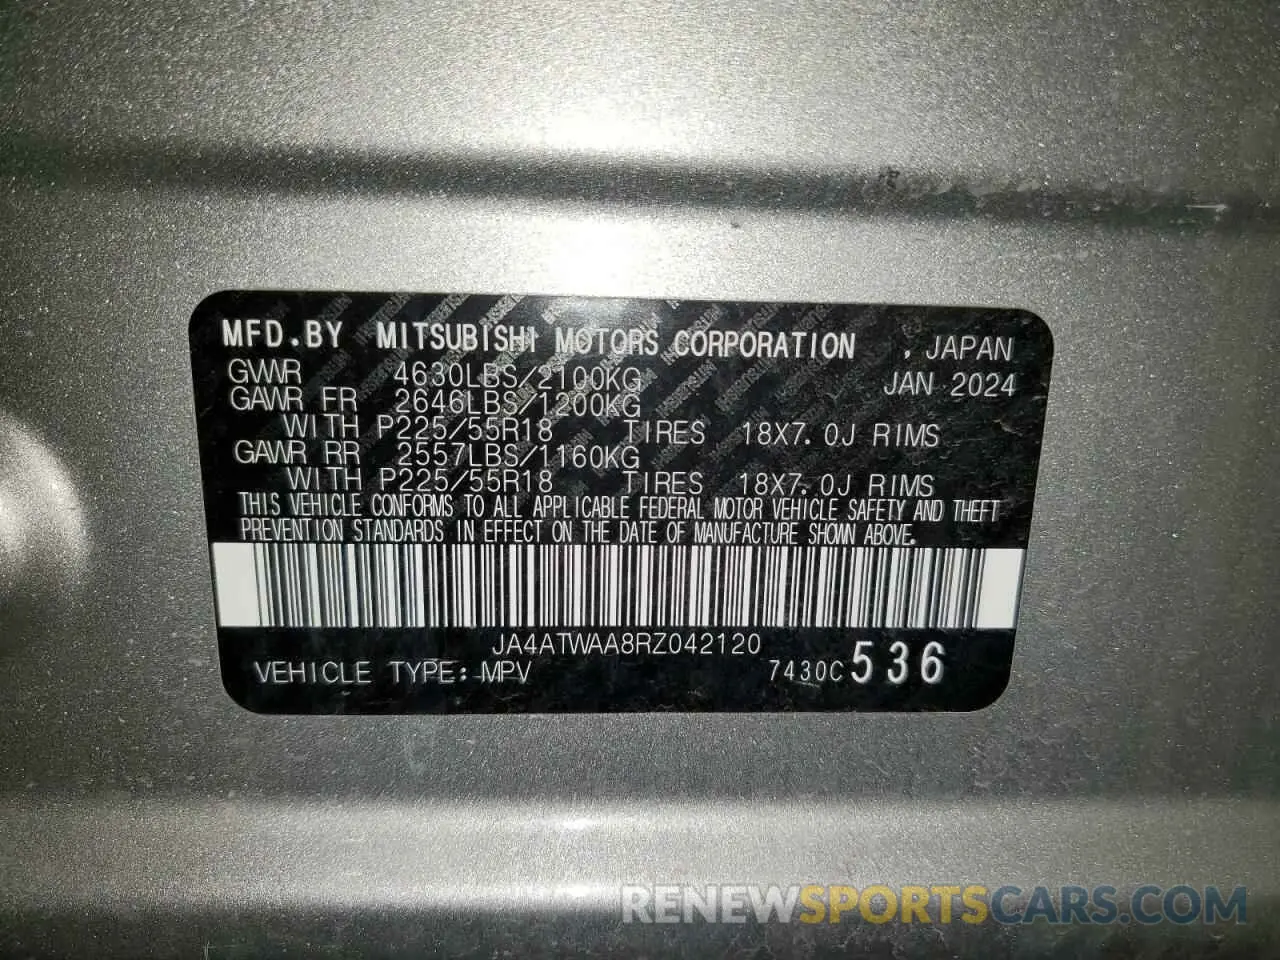 MFD.BY MITSUBISHI MOTORS CORPORATION , JAPAN
GWWR 4630LBS/2100KG JAN 2024
GAWR FR 2646LBS/1200KG
WITH P225/55R18 TIRES 18X7.0J RIMS
GAWR RR 2557LBS/1160KG
WITH P225/55R18 TIRES 18X7.0J RIMS
THIS VEHICLE CONFORMS TO ALL APPLICABLE FEDERAL MOTOR VEHICLE SAFETY AND THEFT
PREVENTION STANDARDS IN EFFECT ON THE DATE OF MANUFACTURE SHOWN ABOVE.
JA4ATWAA8RZ042120
VEHICLE TYPE: MPV 7430C 536
RENEWSPORTSCARS.COM